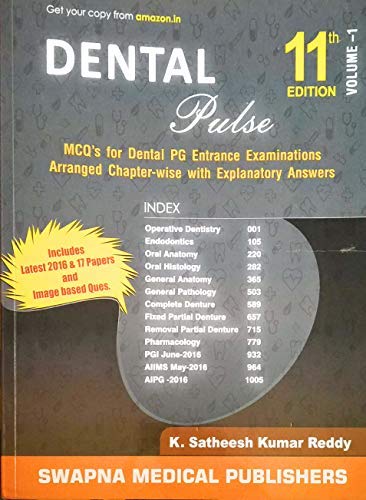 Get your copy from amazon.in
DENTAL
Pulse
11th
EDITION
VOLUME -1
MCQ's for Dental PG Entrance Examinations
Arranged Chapter-wise with Explanatory Answers
INDEX
Operative Dentistry 001
Endodontics 105
Oral Anatomy 220
Oral Histology 282
General Anatomy 365
General Pathology 503
Complete Denture 589
Fixed Partial Denture 657
Removal Partial Denture 715
Pharmacology 779
PGI June-2016 932
AIIMS May-2016 964
AIPG -2016 1005
Includes
Latest 2016 & 17 Papers
and
Image based Ques.
K. Satheesh Kumar Reddy
SWAPNA MEDICAL PUBLISHERS